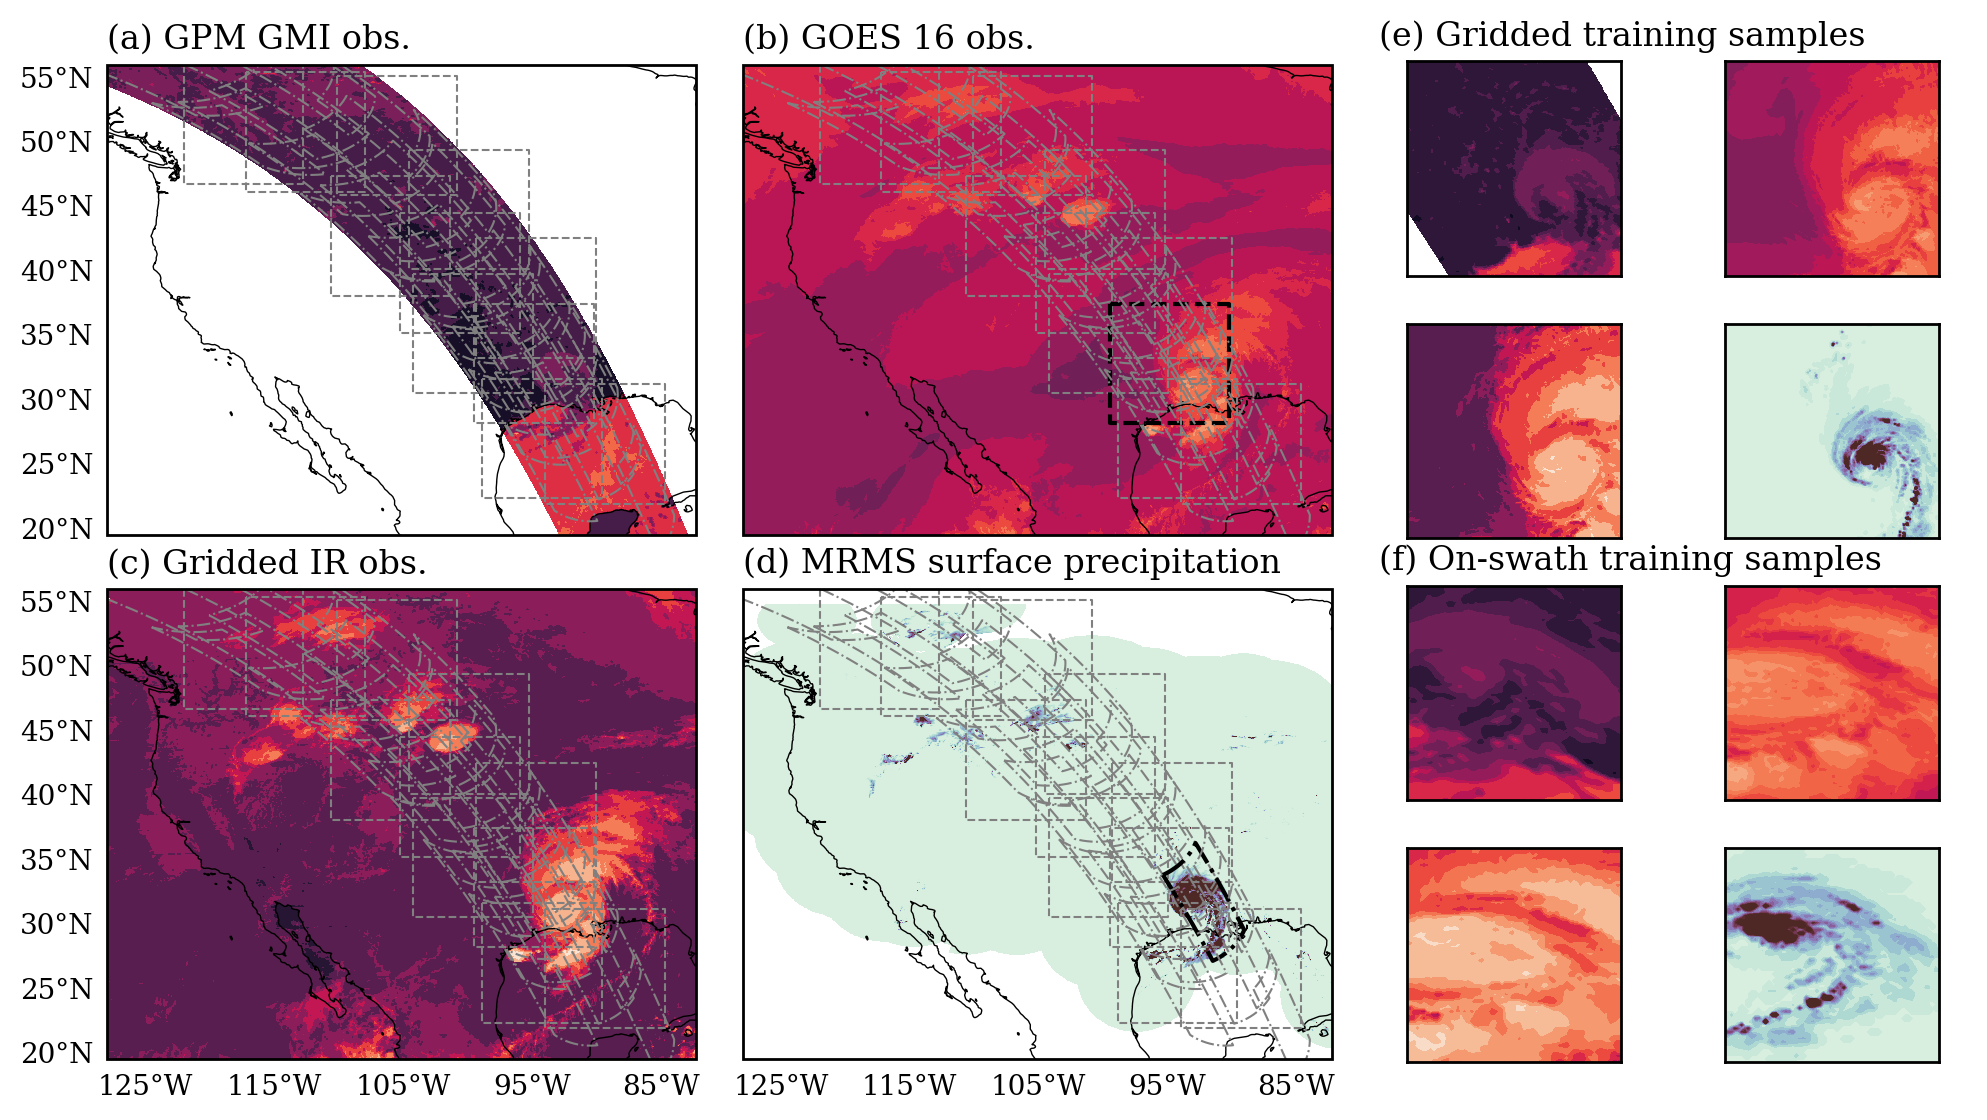 (a) GPM GMI obs.
(b) GOES 16 obs.
(e) Gridded training samples
55°N
50°N
45°N
40°N
35°N
30°N
25°N
20°N
(c) Gridded IR obs.
(d) MRMS surface precipitation
(f) On-swath training samples
55°N
50°N
45°N
40°N
35°N
30°N
25°N
20°N
125°W 115°W 105°W 95°W 85°W
125°W 115°W 105°W 95°W 85°W